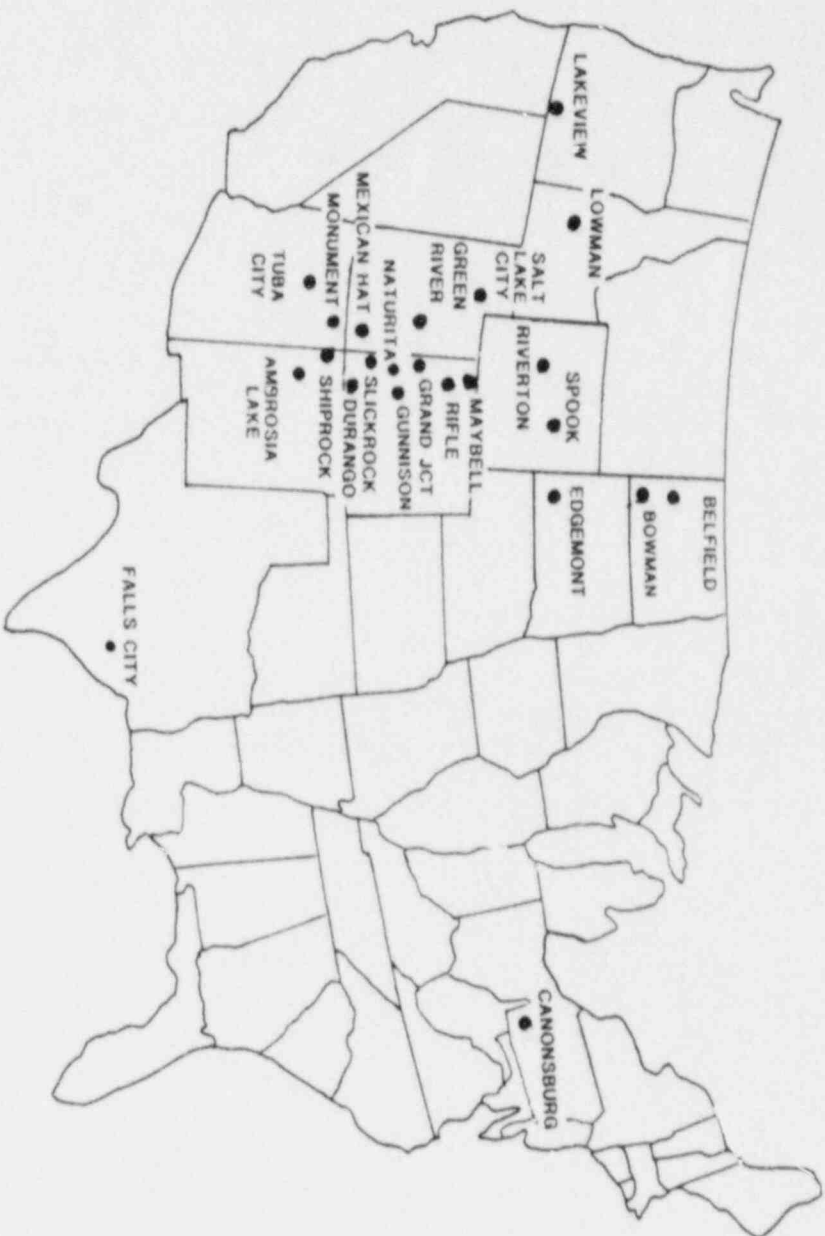 LAKEVIEW
LOWMAN
SALT
LAKE
CITY
GREEN
RIVER
NATURITA
MEXICAN HAT
MONUMENT
TUBA
CITY
SPOOK
RIVERTON
MAYBELL
RIFLE
GRAND JCT
GUNNISON
SLICKROCK
DURANGO
SHIPROCK
AMBROSIA
LAKE
BELFIELD
BOWMAN
EDGEMONT
FALLS CITY
CANONSBURG